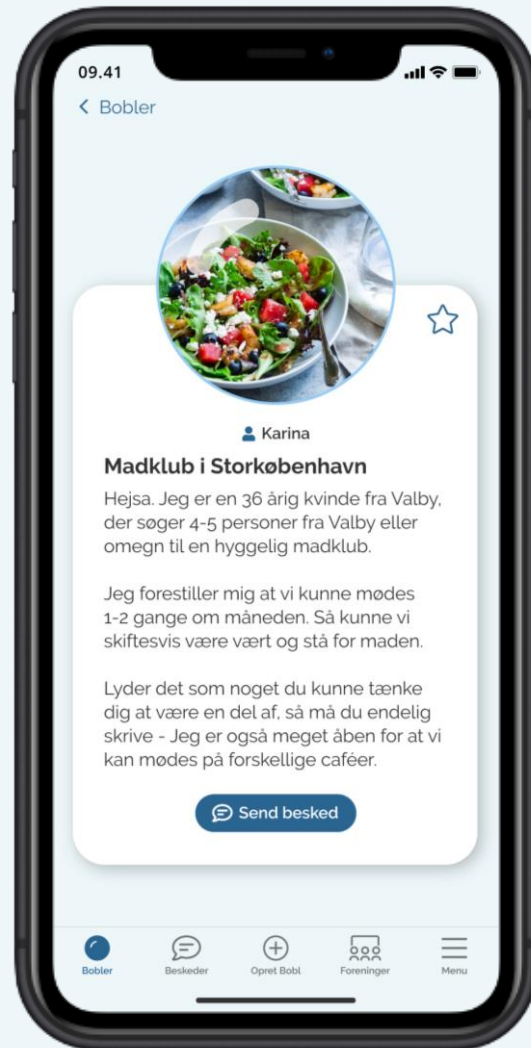 09.41
Bobler
Karina
Madklub i Storkøbenhavn
Hejsa. Jeg er en 36 årig kvinde fra Valby,
der søger 4-5 personer fra Valby eller
omegn til en hyggelig madklub.
Jeg forestiller mig at vi kunne mødes
1-2 gange om måneden. Så kunne vi
skiftesvis være vært og stå for maden.
Lyder det som noget du kunne tænke
dig at være en del af, så må du endelig
skrive - Jeg er også meget åben for at vi
kan mødes på forskellige caféer.
Send besked
Bobler Beskeder Opret Bobl Foreninger Menu